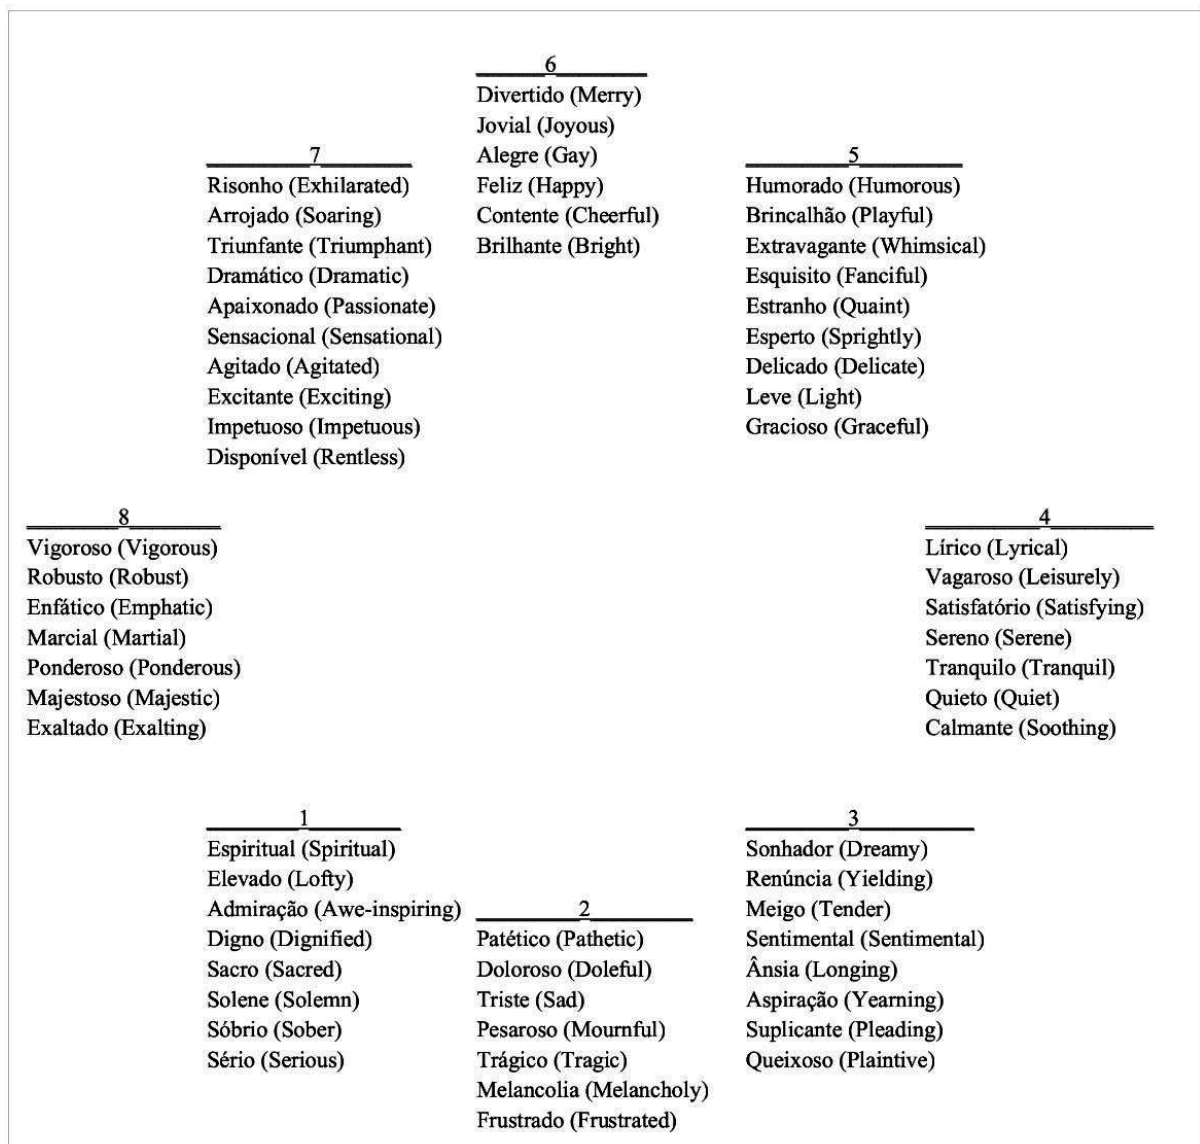 6
Divertido (Merry)
Jovial (Joyous)
Alegre (Gay)
Feliz (Happy)
Contente (Cheerful)
Brilhante (Bright)
7
Risonho (Exhilarated)
Arrojado (Soaring)
Triunfante (Triumphant)
Dramático (Dramatic)
Apaixonado (Passionate)
Sensacional (Sensational)
Agitado (Agitated)
Excitante (Exciting)
Impetuoso (Impetuous)
Disponível (Rentless)
5
Humorado (Humorous)
Brincalhão (Playful)
Extravagante (Whimsical)
Esquisito (Fanciful)
Estranho (Quaint)
Esperto (Sprightly)
Delicado (Delicate)
Leve (Light)
Gracioso (Graceful)
8
Vigoroso (Vigorous)
Robusto (Robust)
Enfático (Emphatic)
Marcial (Martial)
Ponderoso (Ponderous)
Majestoso (Majestic)
Exaltado (Exalting)
4
Lírico (Lyrical)
Vagaroso (Leisurely)
Satisfatório (Satisfying)
Sereno (Serene)
Tranquilo (Tranquil)
Quieto (Quiet)
Calmante (Soothing)
1
Espiritual (Spiritual)
Elevado (Lofty)
Admiração (Awe-inspiring)
Digno (Dignified)
Sacro (Sacred)
Solene (Solemn)
Sóbrio (Sober)
Sério (Serious)
2
Patético (Pathetic)
Doloroso (Doleful)
Triste (Sad)
Pesaroso (Mournful)
Trágico (Tragic)
Melancolia (Melancholy)
Frustrado (Frustrated)
3
Sonhador (Dreamy)
Renúncia (Yielding)
Meigo (Tender)
Sentimental (Sentimental)
Ânsia (Longing)
Aspiração (Yearning)
Suplicante (Pleading)
Queixoso (Plaintive)